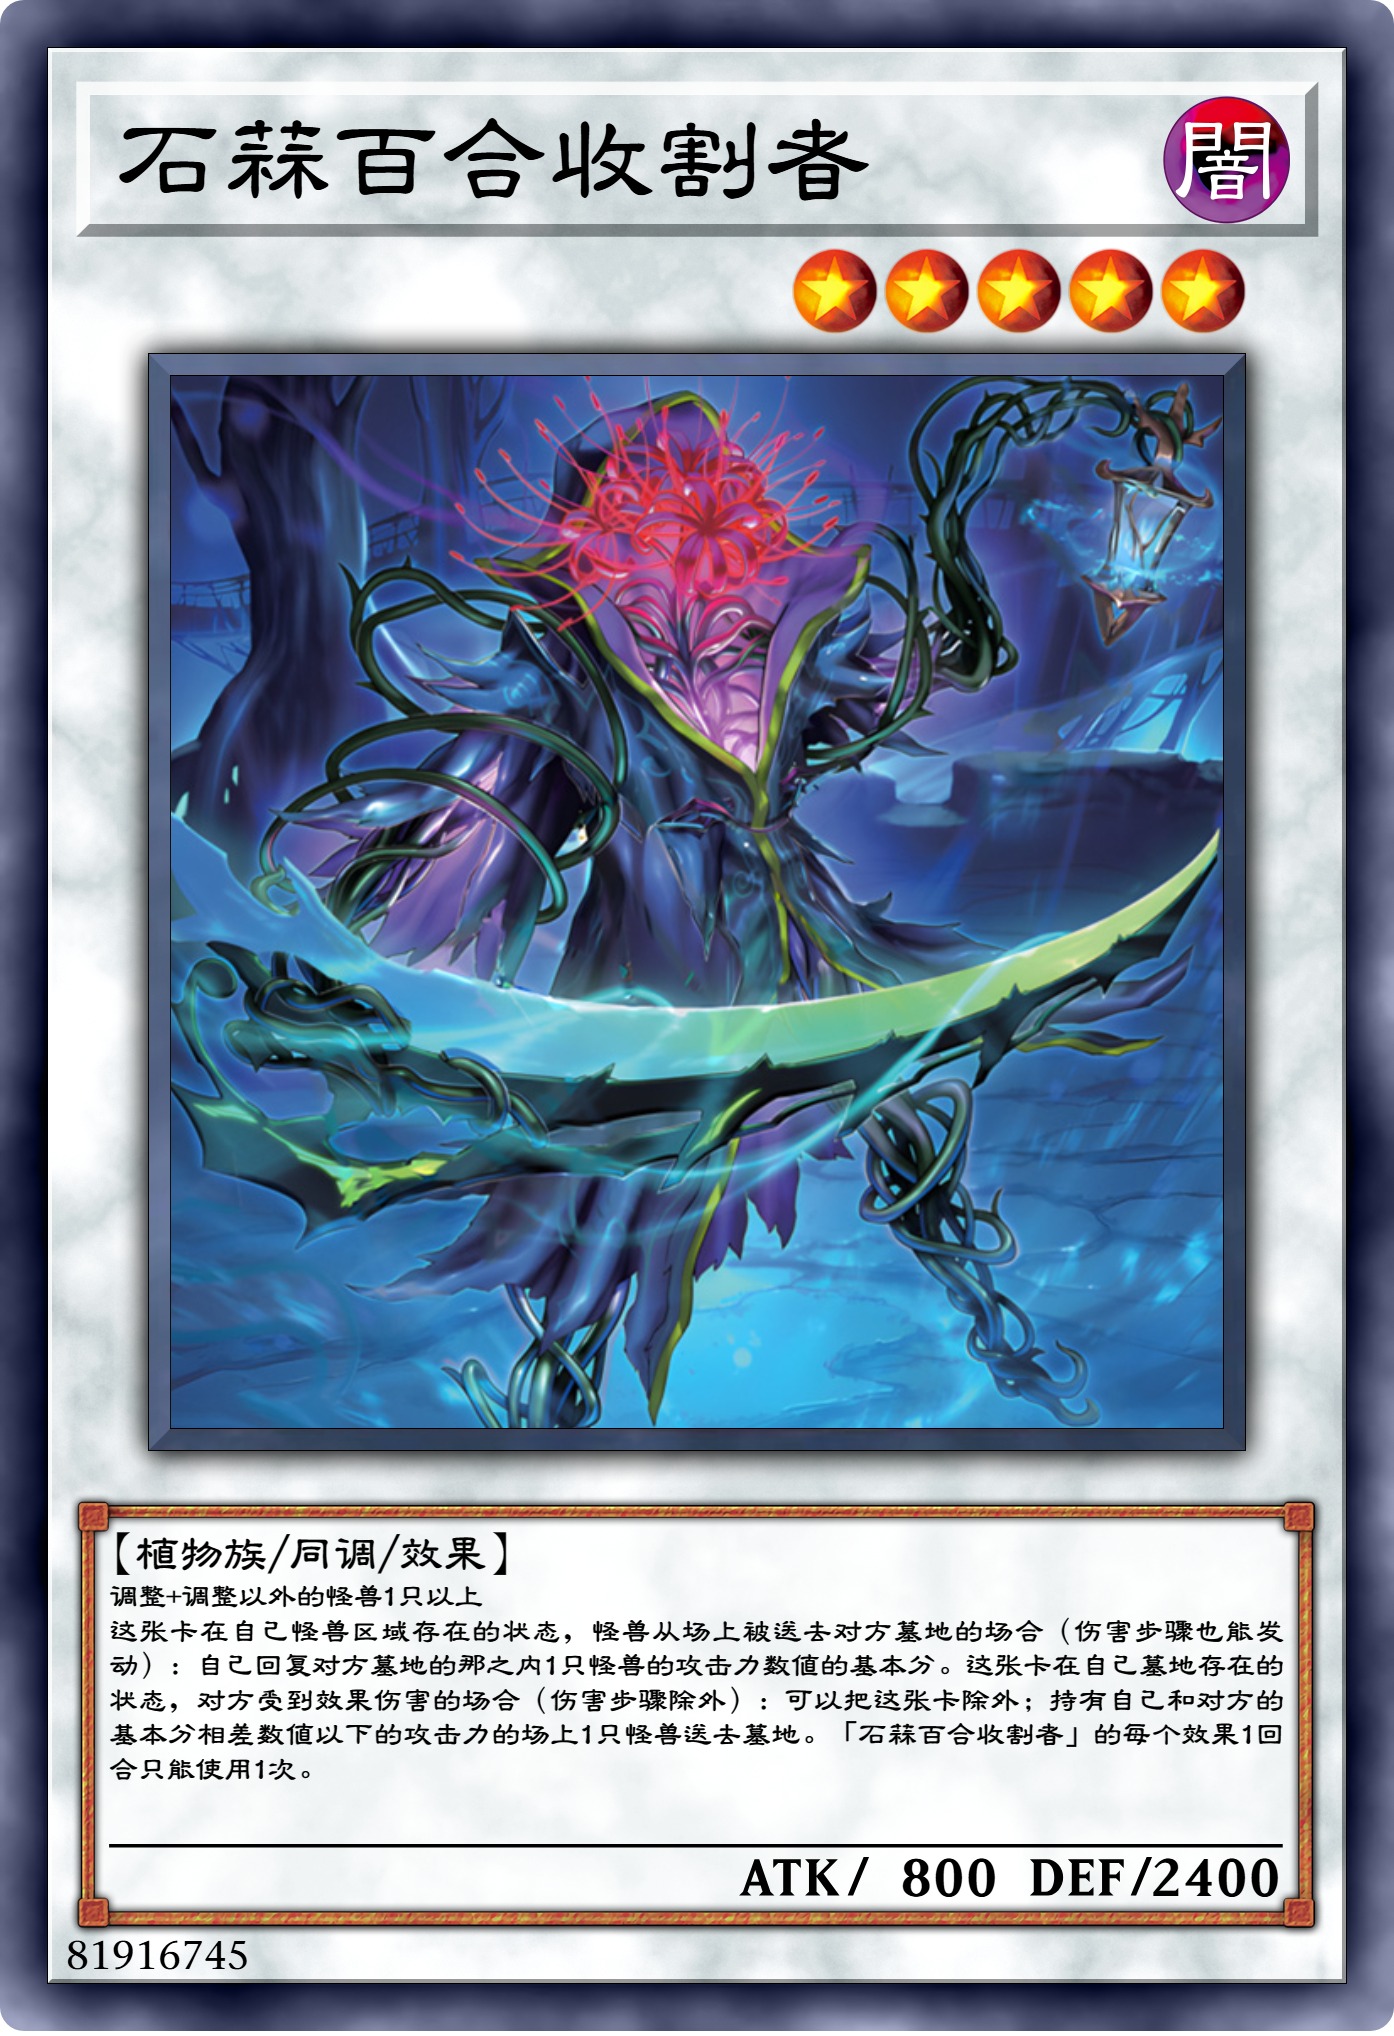 石蒜百合收割者
闇
【植物族/同调/效果】
调整+调整以外的怪兽1只以上
这张卡在自己怪兽区域存在的状态，怪兽从场上被送去对方墓地的场合（伤害步骤也能发
动）：自己回复对方墓地的那之内1只怪兽的攻击力数值的基本分。这张卡在自己墓地存在的
状态，对方受到效果伤害的场合（伤害步骤除外）：可以把这张卡除外；持有自己和对方的
基本分相差数值以下的攻击力的场上1只怪兽送去墓地。「石蒜百合收割者」的每个效果1回
合只能使用1次。
ATK/ 800 DEF/2400
81916745